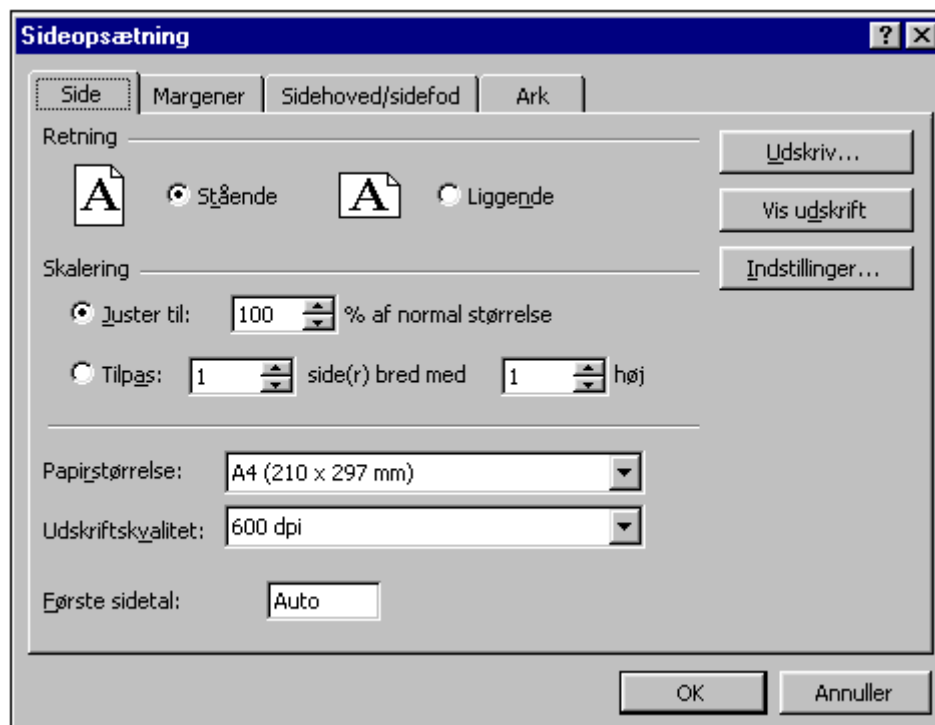 Sideopsætning
Side Margener Sidehoved/sidefod Ark
Retning
A Stående A Liggende
Udskriv...
Vis udskrift
Indstillinger...
Skalering
Juster til: 100 % af normal størrelse
Tilpas: 1 side(r) bred med 1 høj
Papirstørrelse: A4 (210 x 297 mm)
Udskriftskvalitet: 600 dpi
Første sidetal: Auto
OK Annuller